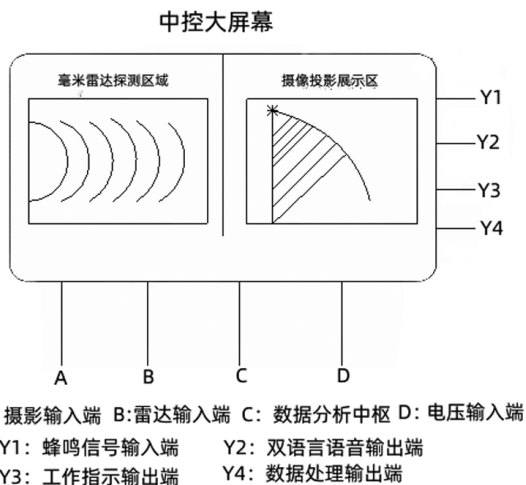 中控大屏幕
毫米雷达探测区域
摄像投影展示区
Y1
Y2
Y3
Y4
A B C D
摄影输入端 B:雷达输入端 C：数据分析中枢 D：电压输入端
Y1：蜂鸣信号输入端 Y2：双语言语音输出端
Y3：工作指示输出端 Y4：数据处理输出端